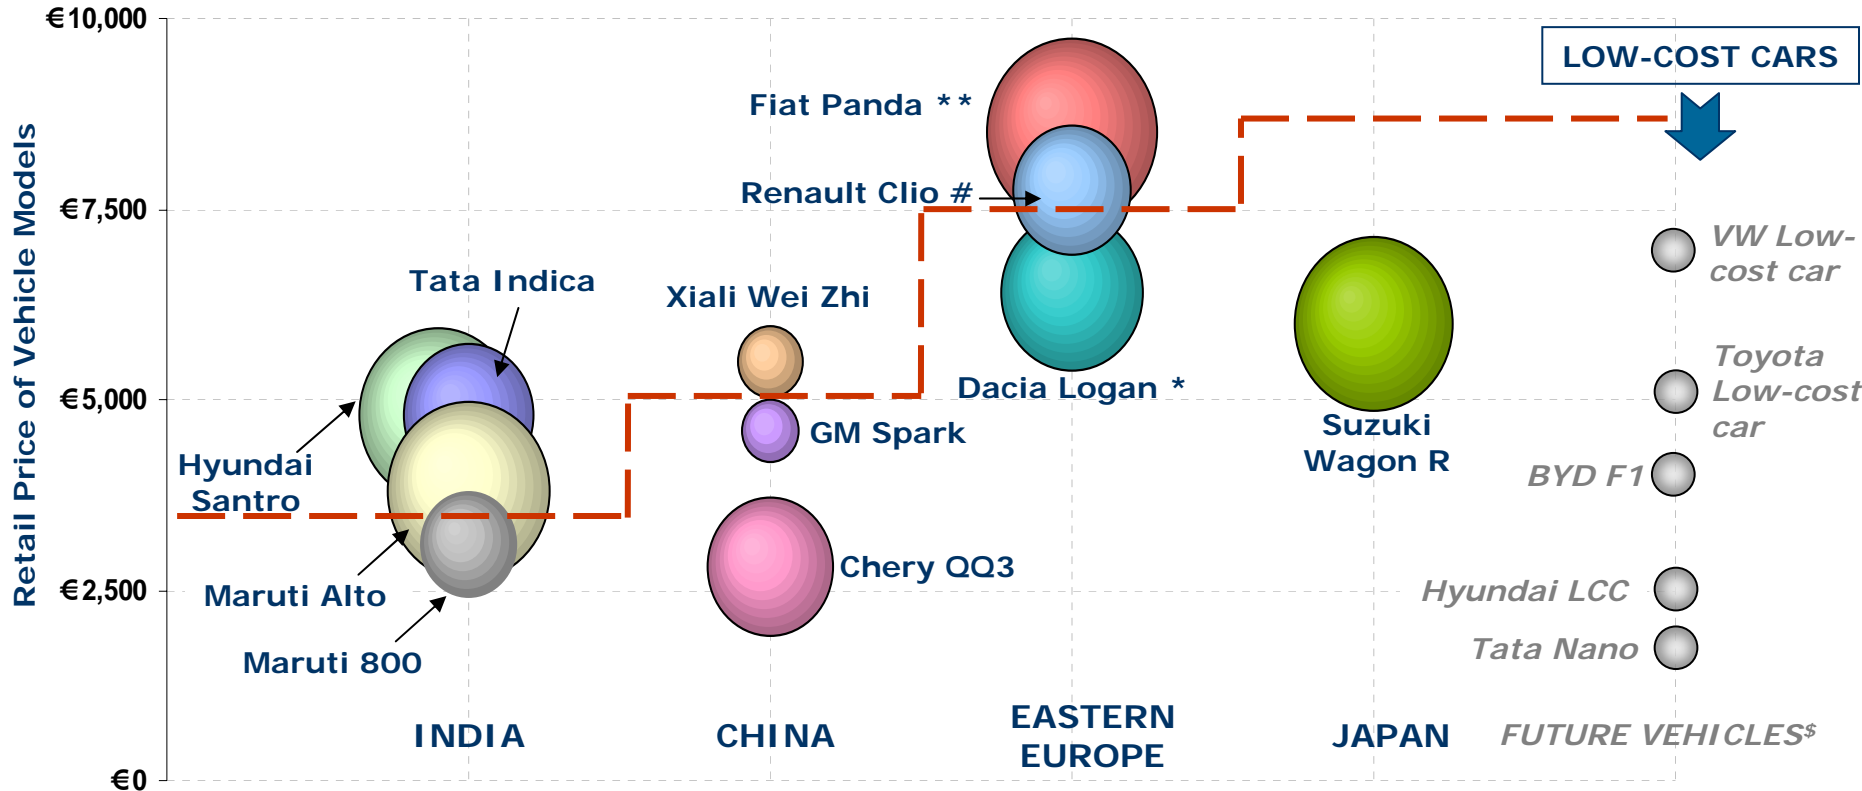 €10,000
LOW-COST CARS
Fiat Panda **
Renault Clio #
€7,500
VW Low-
cost car
Tata Indica
Xiali Wei Zhi
Toyota
Low-cost
car
€5,000
Dacia Logan *
GM Spark
Suzuki
Wagon R
Hyundai
Santro
BYD F1
Chery QQ3
€2,500
Maruti Alto
Hyundai LCC
Maruti 800
Tata Nano
INDIA
CHINA
EASTERN
EUROPE
JAPAN
FUTURE VEHICLES$
€0
Retail Price of Vehicle Models